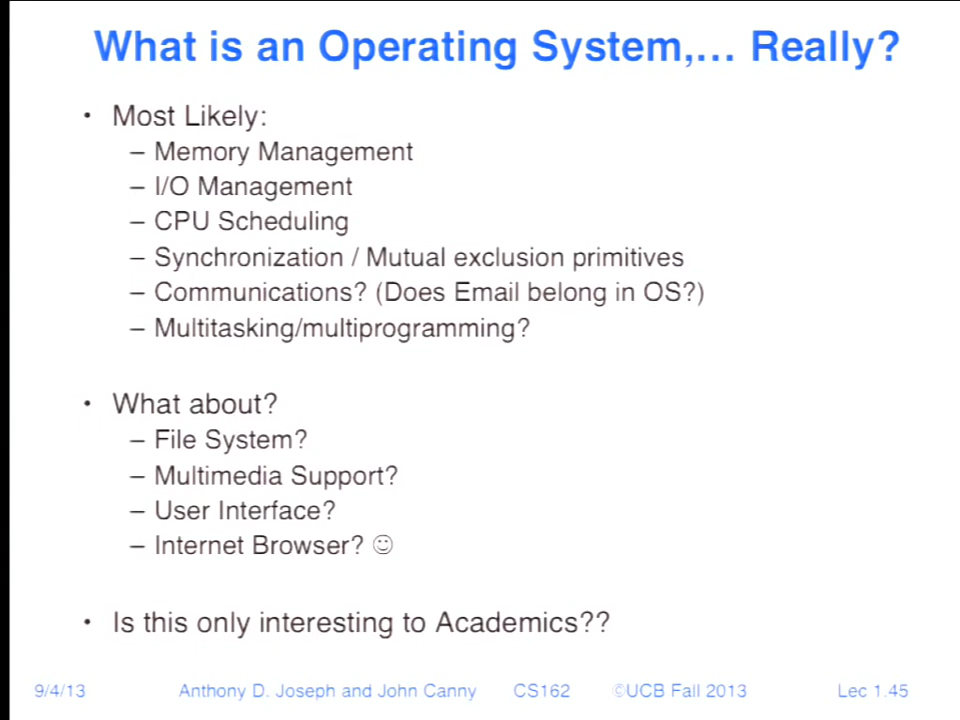 What is an Operating System,... Really?
• Most Likely:
– Memory Management
– I/O Management
– CPU Scheduling
– Synchronization / Mutual exclusion primitives
– Communications? (Does Email belong in OS?)
– Multitasking/multiprogramming?
• What about?
– File System?
– Multimedia Support?
– User Interface?
– Internet Browser? ☺
• Is this only interesting to Academics??
9/4/13 Anthony D. Joseph and John Canny CS162 ©UCB Fall 2013 Lec 1.45